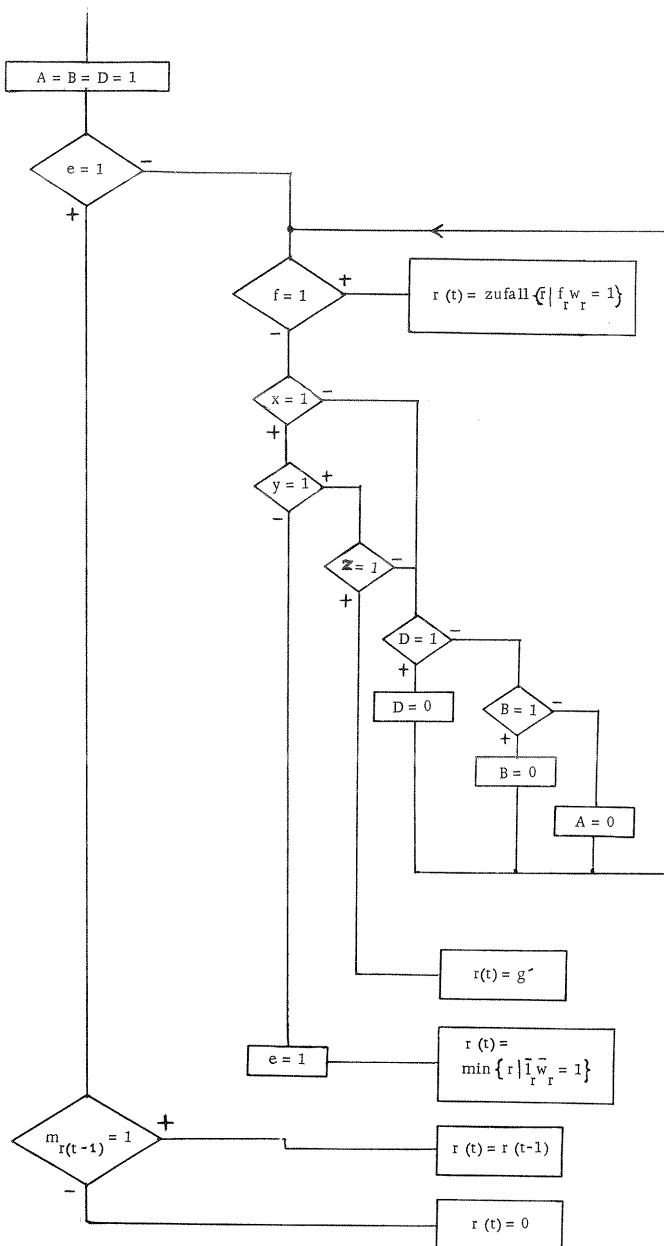 A = B = D = 1
e = 1
-
+
f = 1
+
r (t) = zufall {r | f_r w_r = 1}
-
x = 1
-
+
y = 1
+
-
z = 1
-
+
D = 1
-
+
D = 0
B = 1
-
+
B = 0
A = 0
r(t) = g´
e = 1
r (t) =
min { r | l̄_r w̄_r = 1}
m_r(t-1) = 1
+
r (t) = r (t-1)
-
r (t) = 0